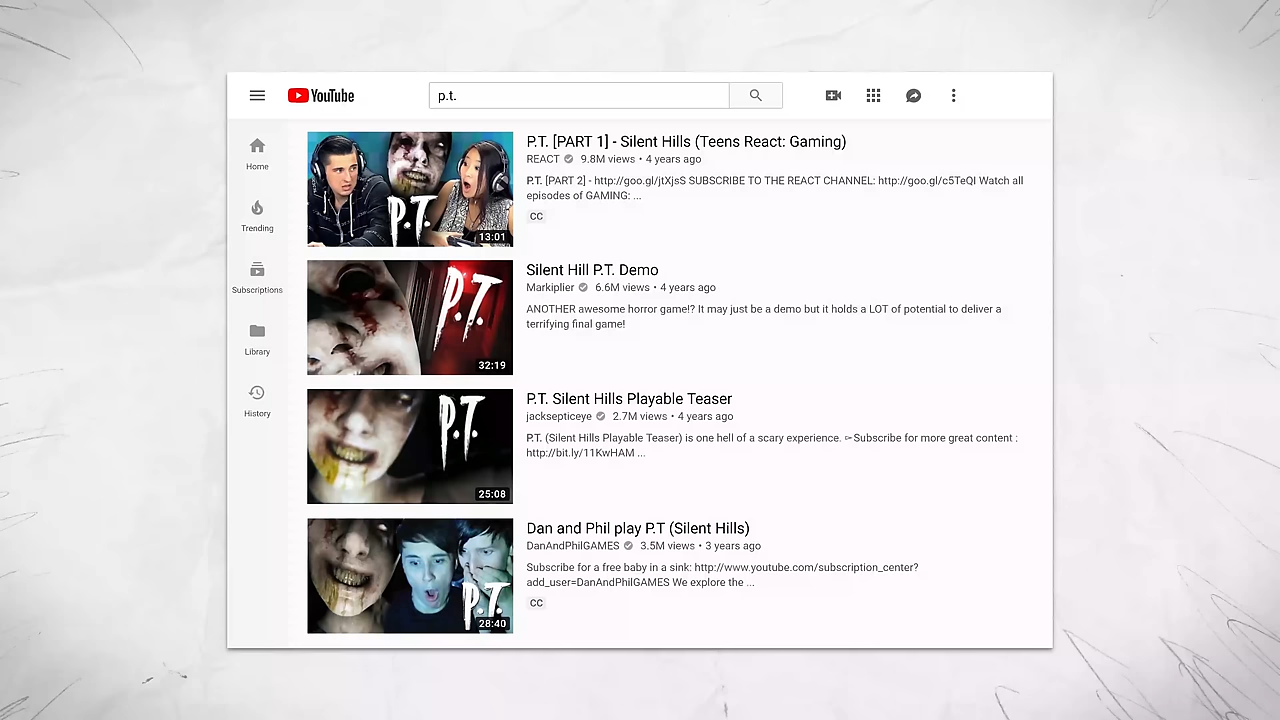 YouTube
p.t.
Home
Trending
Subscriptions
Library
History
P.T.
13:01
P.T. [PART 1] - Silent Hills (Teens React: Gaming)
REACT 9.8M views • 4 years ago
P.T. [PART 2] - http://goo.gl/jtXjsS SUBSCRIBE TO THE REACT CHANNEL: http://goo.gl/c5TeQI Watch all
episodes of GAMING: ...
CC
P.T.
32:19
Silent Hill P.T. Demo
Markiplier 6.6M views • 4 years ago
ANOTHER awesome horror game!? It may just be a demo but it holds a LOT of potential to deliver a
terrifying final game!
P.T.
25:08
P.T. Silent Hills Playable Teaser
jacksepticeye 2.7M views • 4 years ago
P.T. (Silent Hills Playable Teaser) is one hell of a scary experience. ▻Subscribe for more great content :
http://bit.ly/11KwHAM ...
P.T.
28:40
Dan and Phil play P.T (Silent Hills)
DanAndPhilGAMES 3.5M views • 3 years ago
Subscribe for a free baby in a sink: http://www.youtube.com/subscription_center?
add_user=DanAndPhilGAMES We explore the ...
CC